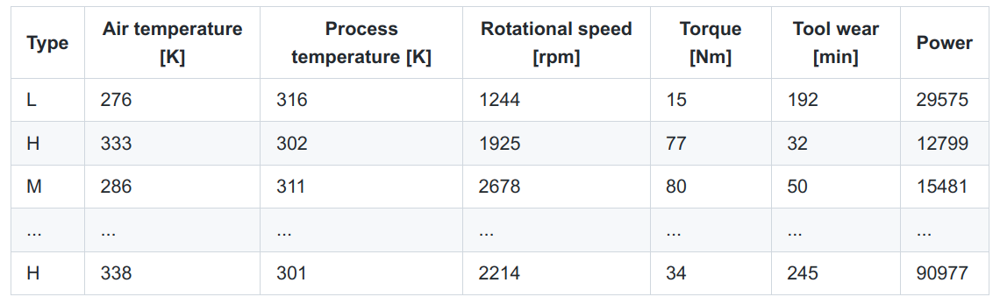 Type Air temperature [K] Process temperature [K] Rotational speed [rpm] Torque [Nm] Tool wear [min] Power
L 276 316 1244 15 192 29575
H 333 302 1925 77 32 12799
M 286 311 2678 80 50 15481
... ... ... ... ... ... ...
H 338 301 2214 34 245 90977